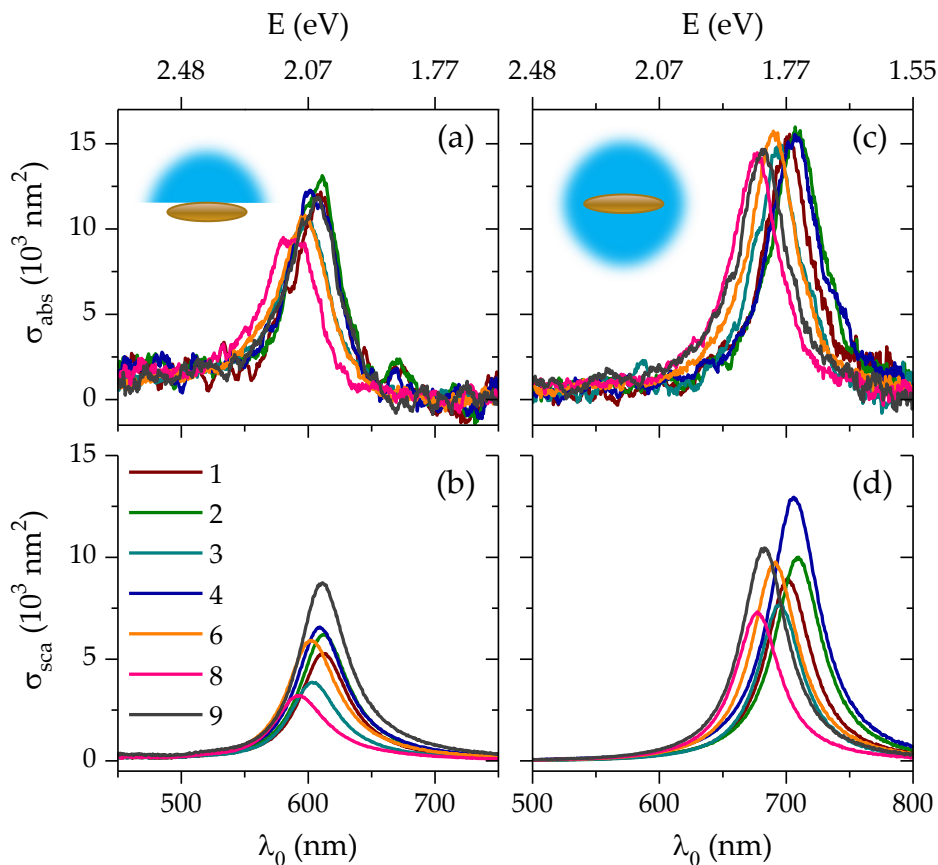 E (eV)
E (eV)
2.48 2.07 1.77
2.48 2.07 1.77 1.55
(a)
(c)
15
10
5
0
σabs (10³ nm²)
(b)
(d)
15
10
5
0
σsca (10³ nm²)
1
2
3
4
6
8
9
500 600 700
500 600 700 800
λ₀ (nm)
λ₀ (nm)